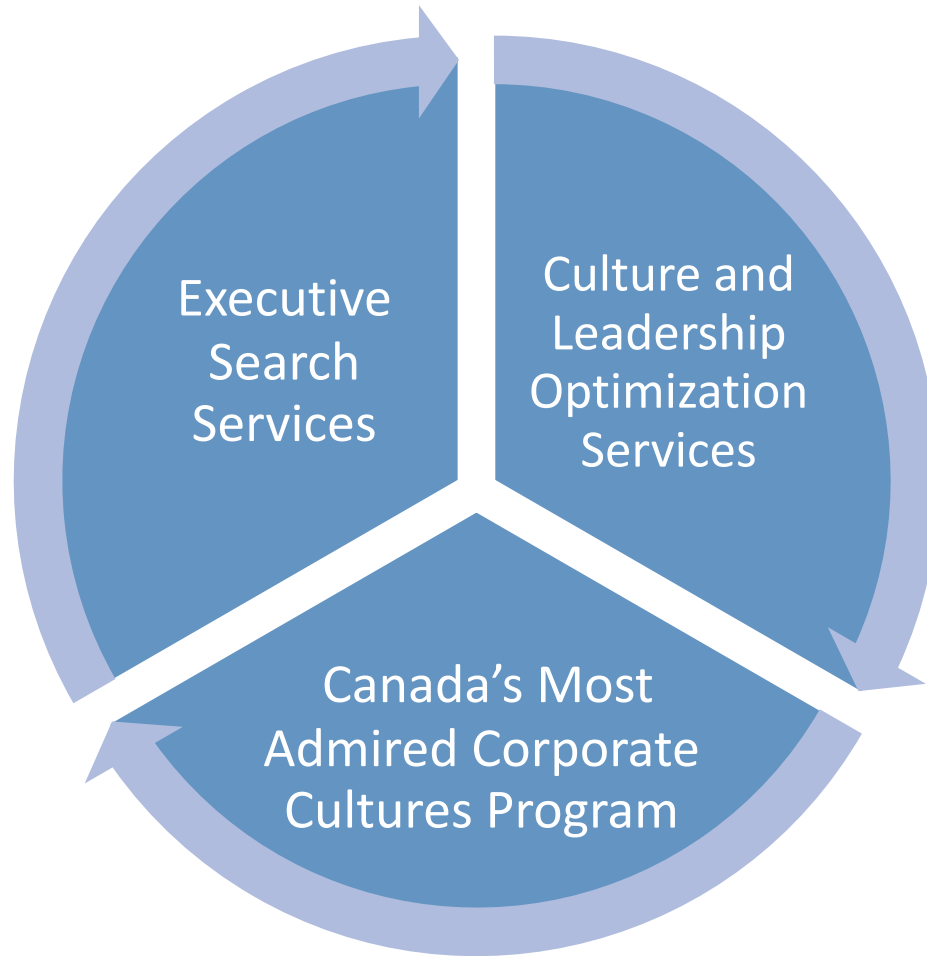 Executive
Search
Services
Culture and
Leadership
Optimization
Services
Canada’s Most
Admired Corporate
Cultures Program